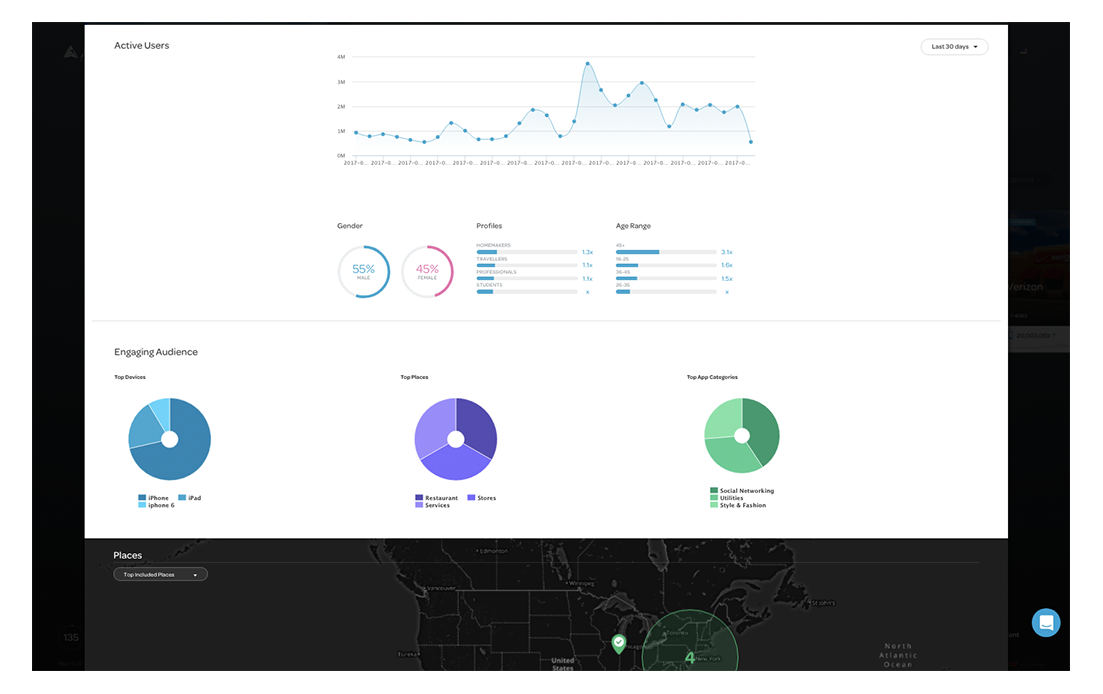 Active Users
Last 30 days
4M
3M
2M
1M
0M
2017-0... 2017-0... 2017-0... 2017-0... 2017-0... 2017-0... 2017-0... 2017-0... 2017-0... 2017-0... 2017-0... 2017-0... 2017-0... 2017-0... 2017-0...
Gender
55%
MALE
45%
FEMALE
Profiles
HOMEMAKERS
1.3x
TRAVELLERS
1.1x
PROFESSIONALS
1.1x
STUDENTS
x
Age Range
45+
3.1x
16-25
1.6x
36-45
1.5x
26-35
x
Verizon
Engaging Audience
Top Devices
iPhone iPad
iphone 6
Top Places
Restaurant Stores
Services
Top App Categories
Social Networking
Utilities
Style & Fashion
Places
Top Included Places
Edmonton
Vancouver
Winnipeg
St John's
Toronto
4
New York
Eureka
United
States
North
Atlantic
Ocean
135